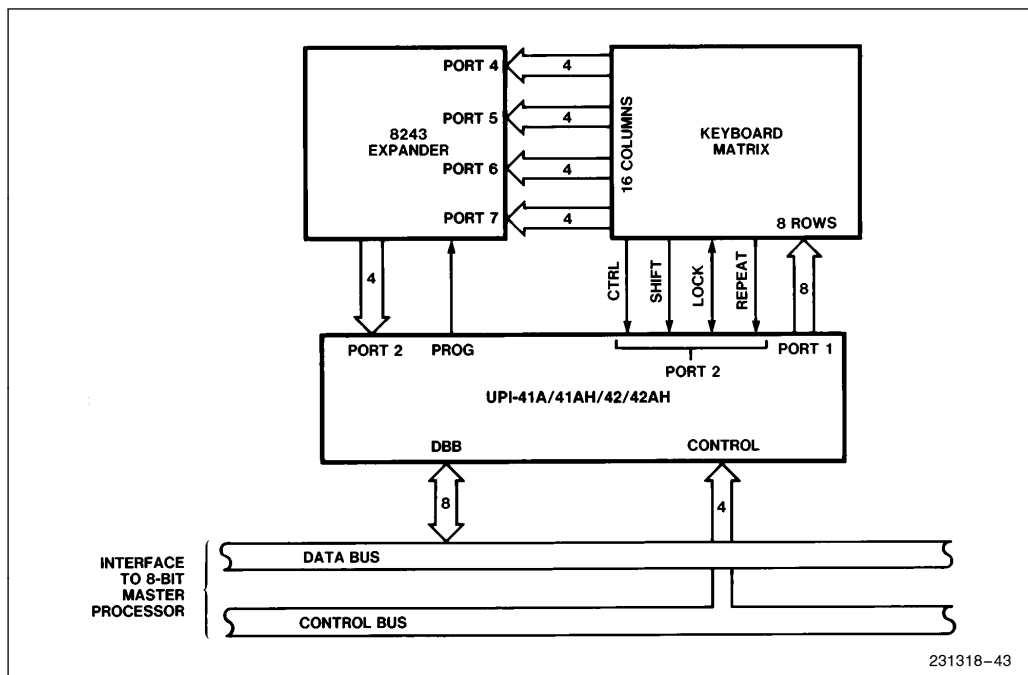 PORT 4
4
PORT 5
4
8243
EXPANDER
PORT 6
4
PORT 7
4
16 COLUMNS
KEYBOARD
MATRIX
8 ROWS
4
CTRL
SHIFT
LOCK
REPEAT
8
PORT 2
PROG
PORT 1
PORT 2
UPI-41A/41AH/42/42AH
DBB
CONTROL
8
4
INTERFACE
TO 8-BIT
MASTER
PROCESSOR
DATA BUS
CONTROL BUS
231318–43